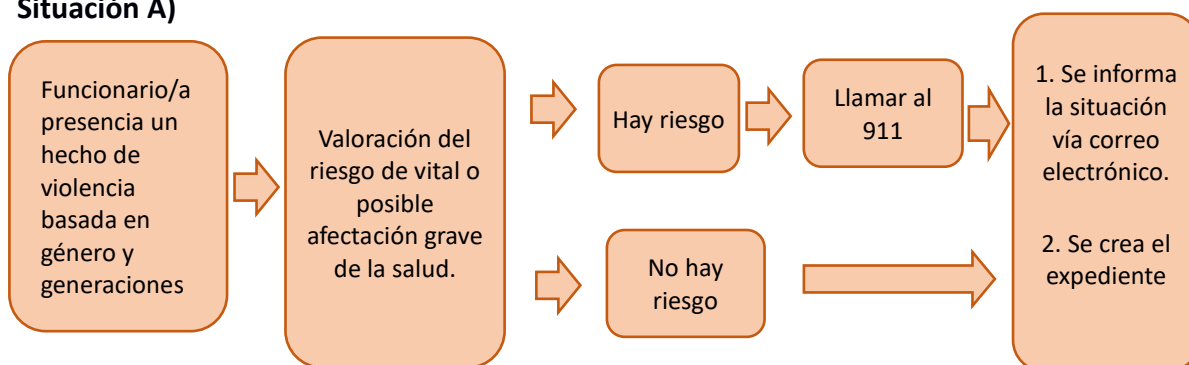 Situación A)
Funcionario/a
presencia un
hecho de
violencia
basada en
género y
generaciones
Valoración del
riesgo de vital o
posible
afectación grave
de la salud.
Hay riesgo
Llamar al
911
No hay
riesgo
1. Se informa
la situación
vía correo
electrónico.
2. Se crea el
expediente